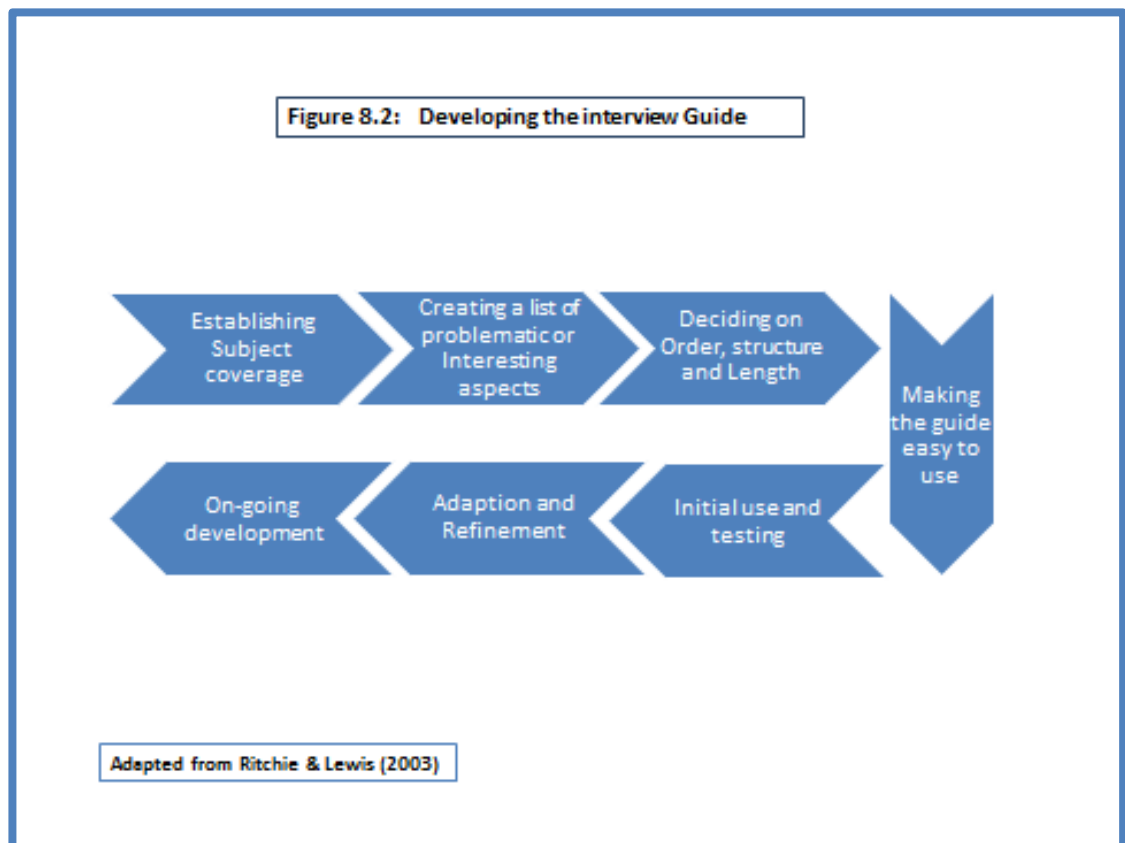 Figure 8.2: Developing the interview Guide
Establishing
Subject
coverage
Creating a list of
problematic or
Interesting
aspects
Deciding on
Order, structure
and Length
Making
the guide
easy to
use
Initial use and
testing
Adaption and
Refinement
On-going
development
Adapted from Ritchie & Lewis (2003)